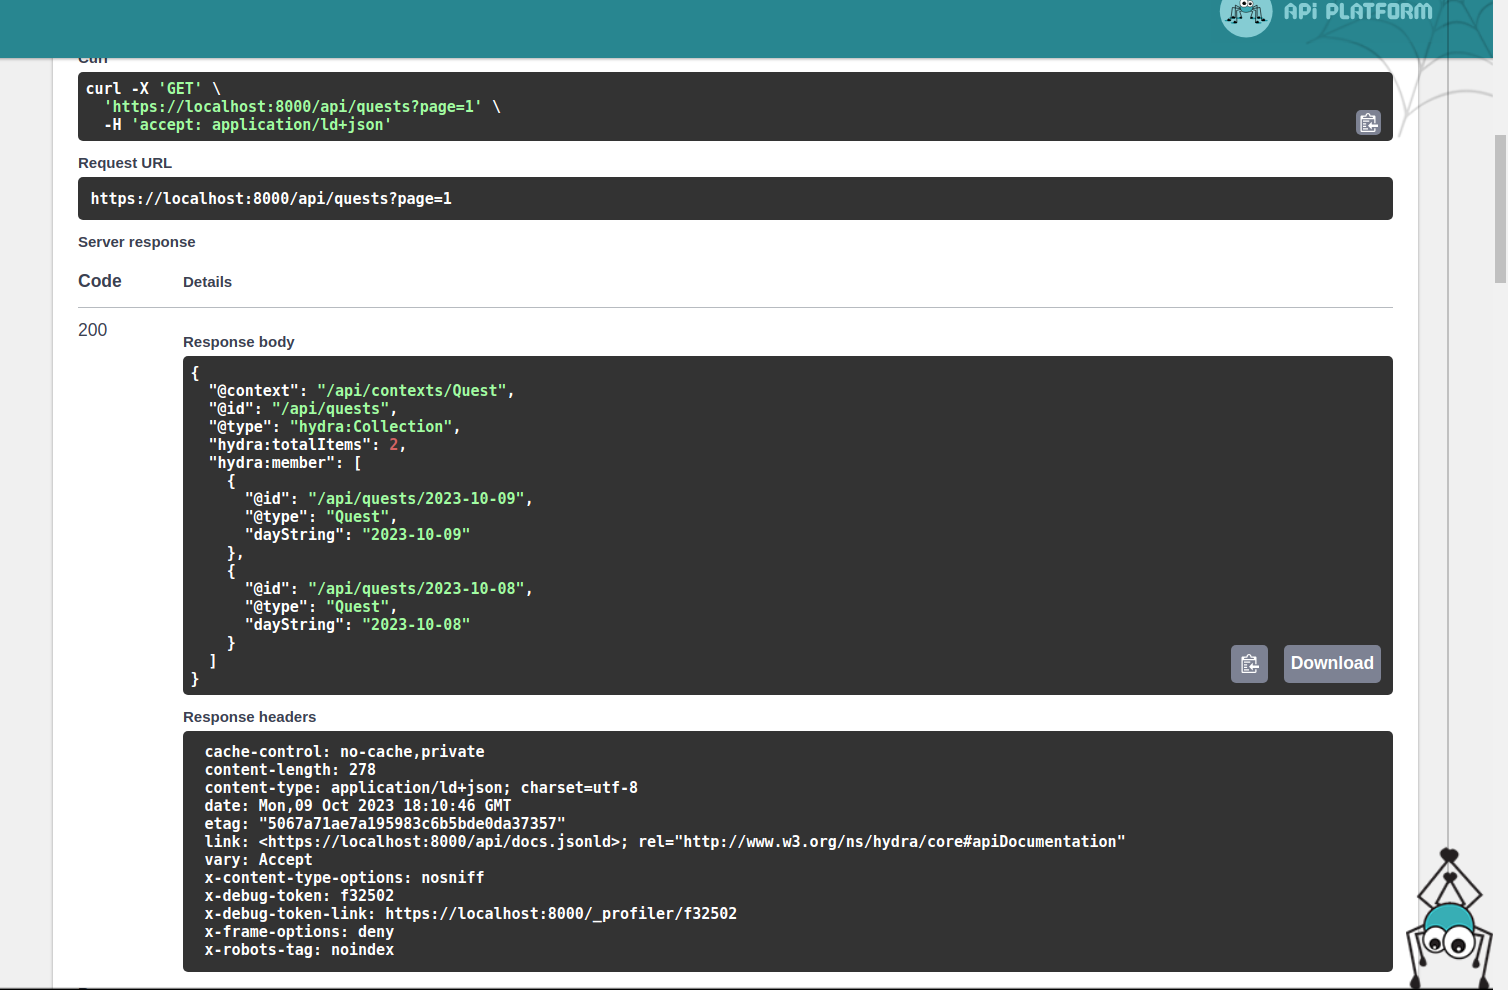 API PLATFORM
Curl
curl -X 'GET' \
'https://localhost:8000/api/quests?page=1' \
-H 'accept: application/ld+json'
Request URL
https://localhost:8000/api/quests?page=1
Server response
Code Details
200
Response body
{
"@context": "/api/contexts/Quest",
"@id": "/api/quests",
"@type": "hydra:Collection",
"hydra:totalItems": 2,
"hydra:member": [
{
"@id": "/api/quests/2023-10-09",
"@type": "Quest",
"dayString": "2023-10-09"
},
{
"@id": "/api/quests/2023-10-08",
"@type": "Quest",
"dayString": "2023-10-08"
}
]
}
Download
Response headers
cache-control: no-cache,private
content-length: 278
content-type: application/ld+json; charset=utf-8
date: Mon,09 Oct 2023 18:10:46 GMT
etag: "5067a71ae7a195983c6b5bde0da37357"
link: <https://localhost:8000/api/docs.jsonld>; rel="http://www.w3.org/ns/hydra/core#apiDocumentation"
vary: Accept
x-content-type-options: nosniff
x-debug-token: f32502
x-debug-token-link: https://localhost:8000/_profiler/f32502
x-frame-options: deny
x-robots-tag: noindex